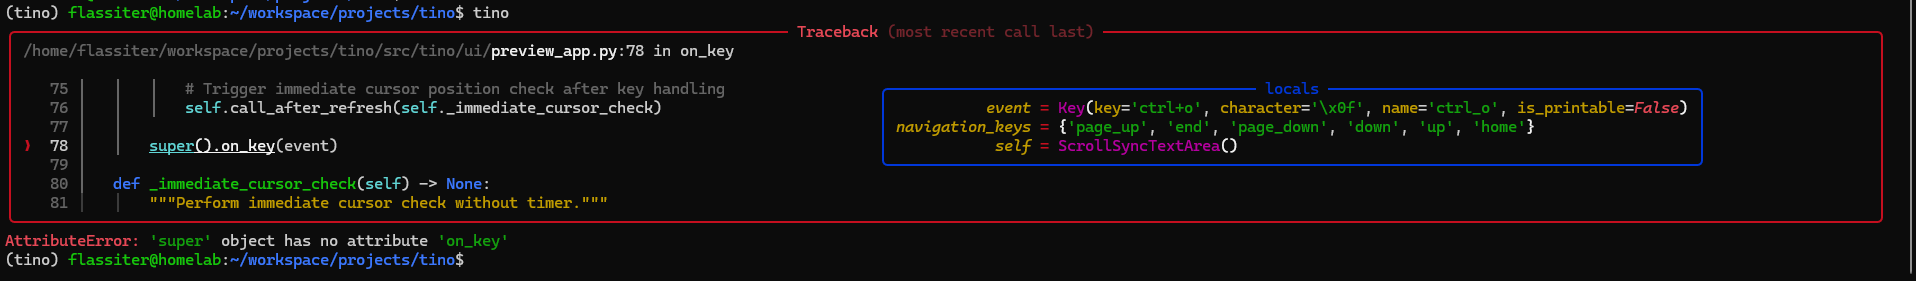 (tino) flassiter@homelab:~/workspace/projects/tino$ tino
Traceback (most recent call last)
/home/flassiter/workspace/projects/tino/src/tino/ui/preview_app.py:78 in on_key
75 # Trigger immediate cursor position check after key handling
76 self.call_after_refresh(self._immediate_cursor_check)
77
❱ 78 super().on_key(event)
79
80 def _immediate_cursor_check(self) -> None:
81 """Perform immediate cursor check without timer."""
locals
event = Key(key='ctrl+o', character='\x0f', name='ctrl_o', is_printable=False)
navigation_keys = {'page_up', 'end', 'page_down', 'down', 'up', 'home'}
self = ScrollSyncTextArea()
AttributeError: 'super' object has no attribute 'on_key'
(tino) flassiter@homelab:~/workspace/projects/tino$